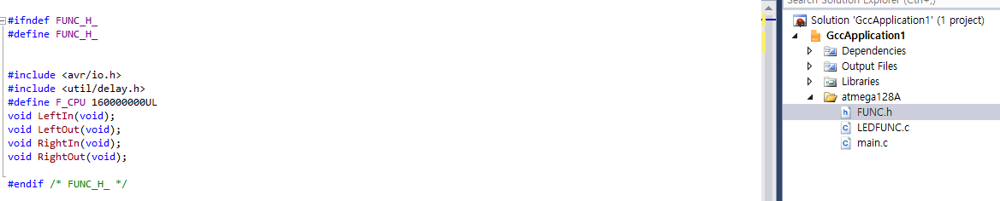 #ifndef FUNC_H_
#define FUNC_H_
#include <avr/io.h>
#include <util/delay.h>
#define F_CPU 160000000UL
void LeftIn(void);
void LeftOut(void);
void RightIn(void);
void RightOut(void);
#endif /* FUNC_H_ */
Search Solution Explorer (Ctrl+;)
Solution 'GccApplication1' (1 project)
GccApplication1
Dependencies
Output Files
Libraries
atmega128A
FUNC.h
LEDFUNC.c
main.c